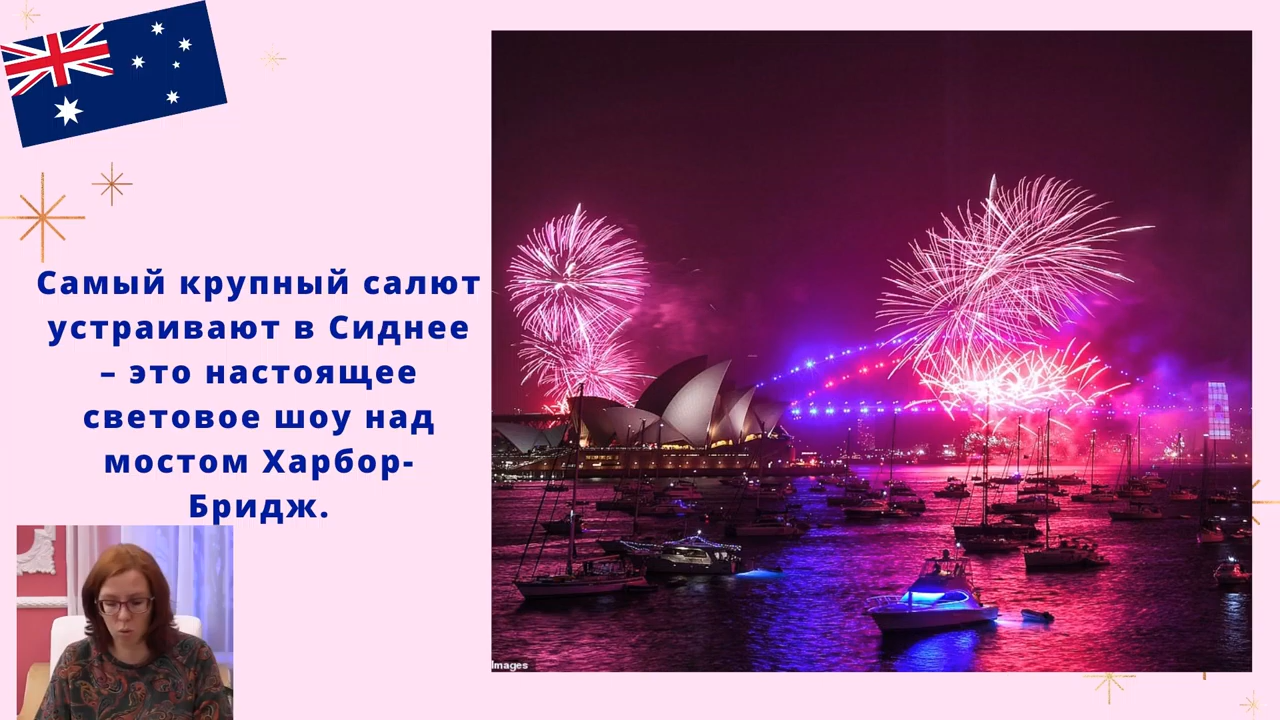 Самый крупный салют
устраивают в Сиднее
– это настоящее
световое шоу над
мостом Харбор-
Бридж.
Images